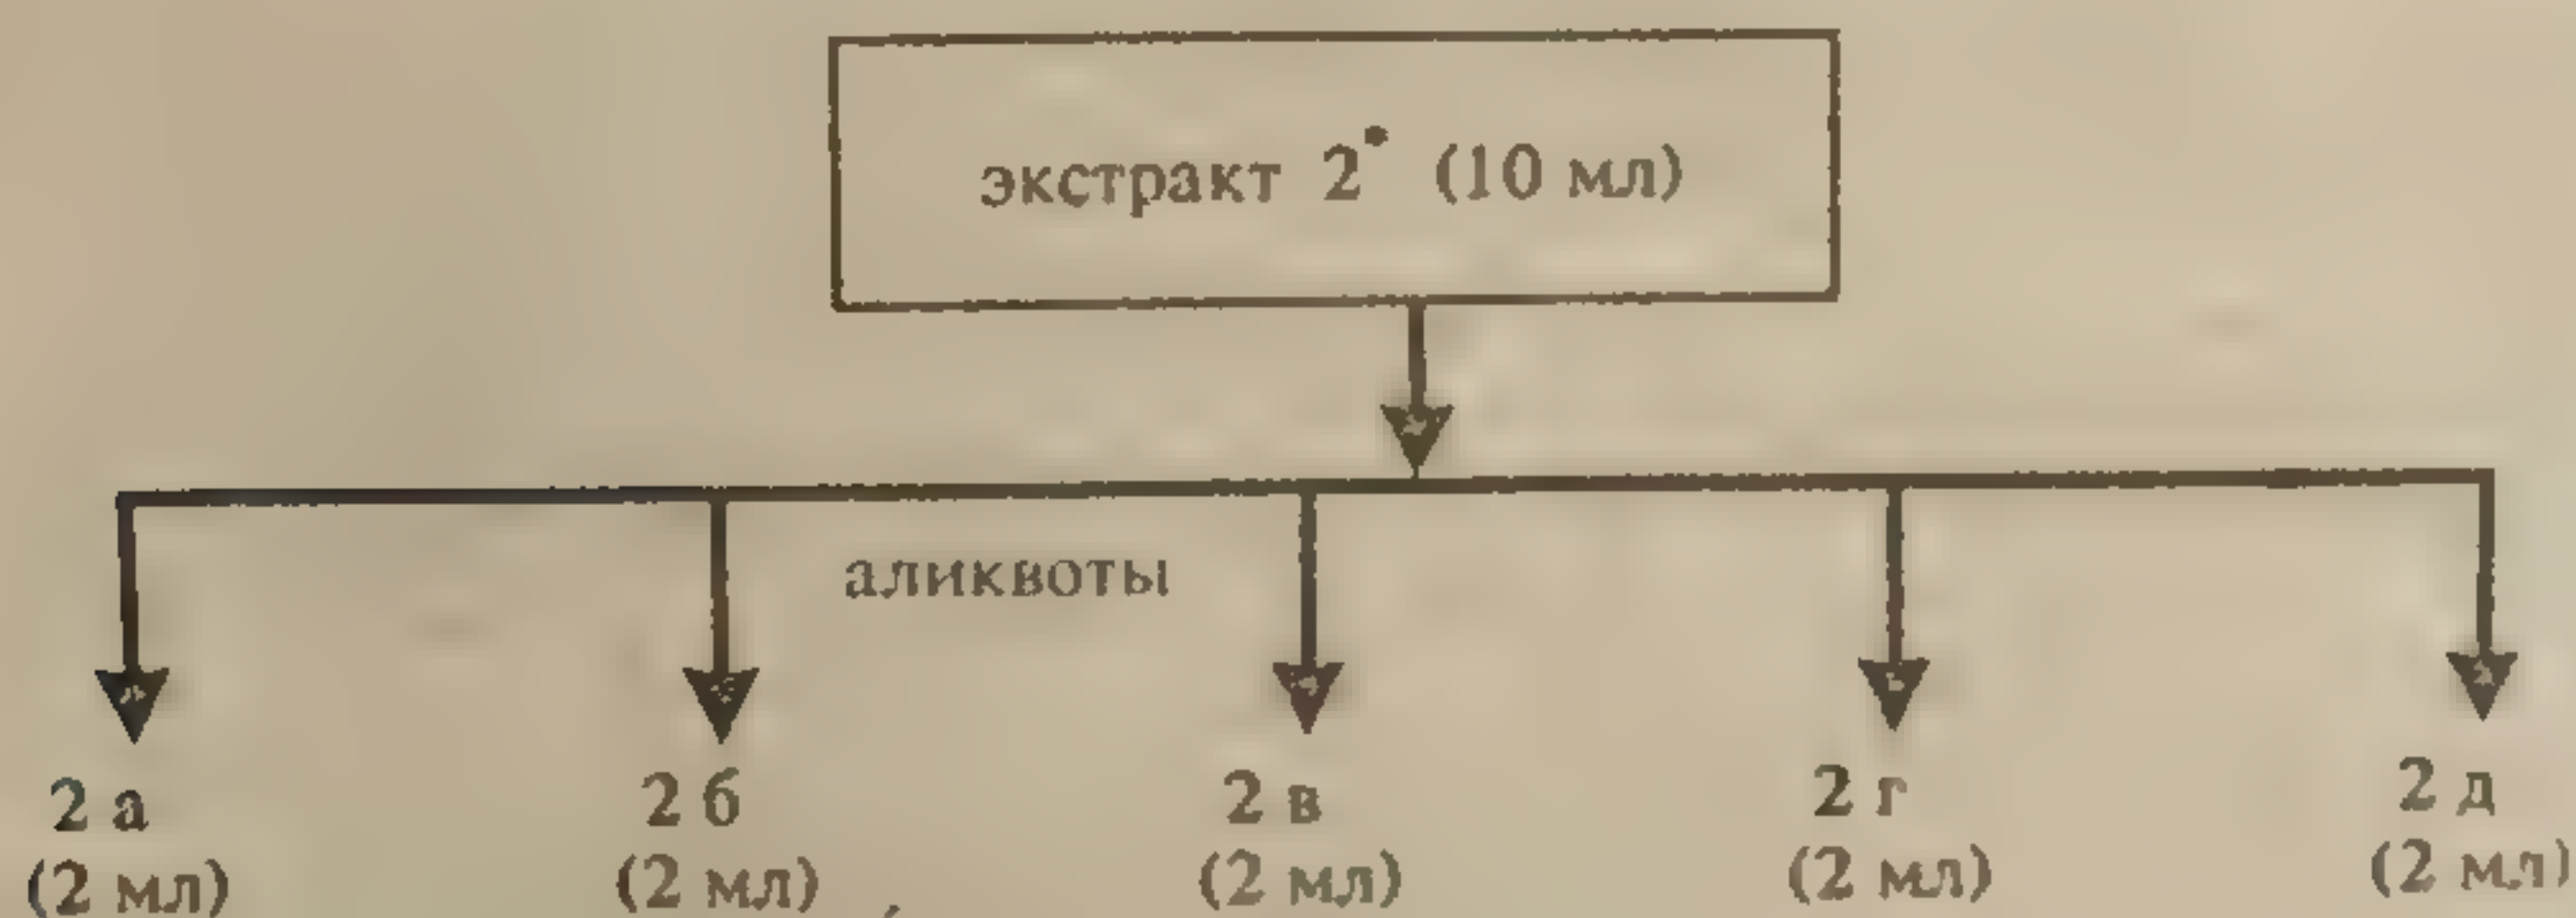 экстракт 2* (10 мл)
аликвоты
2 а 2 б 2 в 2 г 2 д
(2 мл) (2 мл) (2 мл) (2 мл) (2 мл)